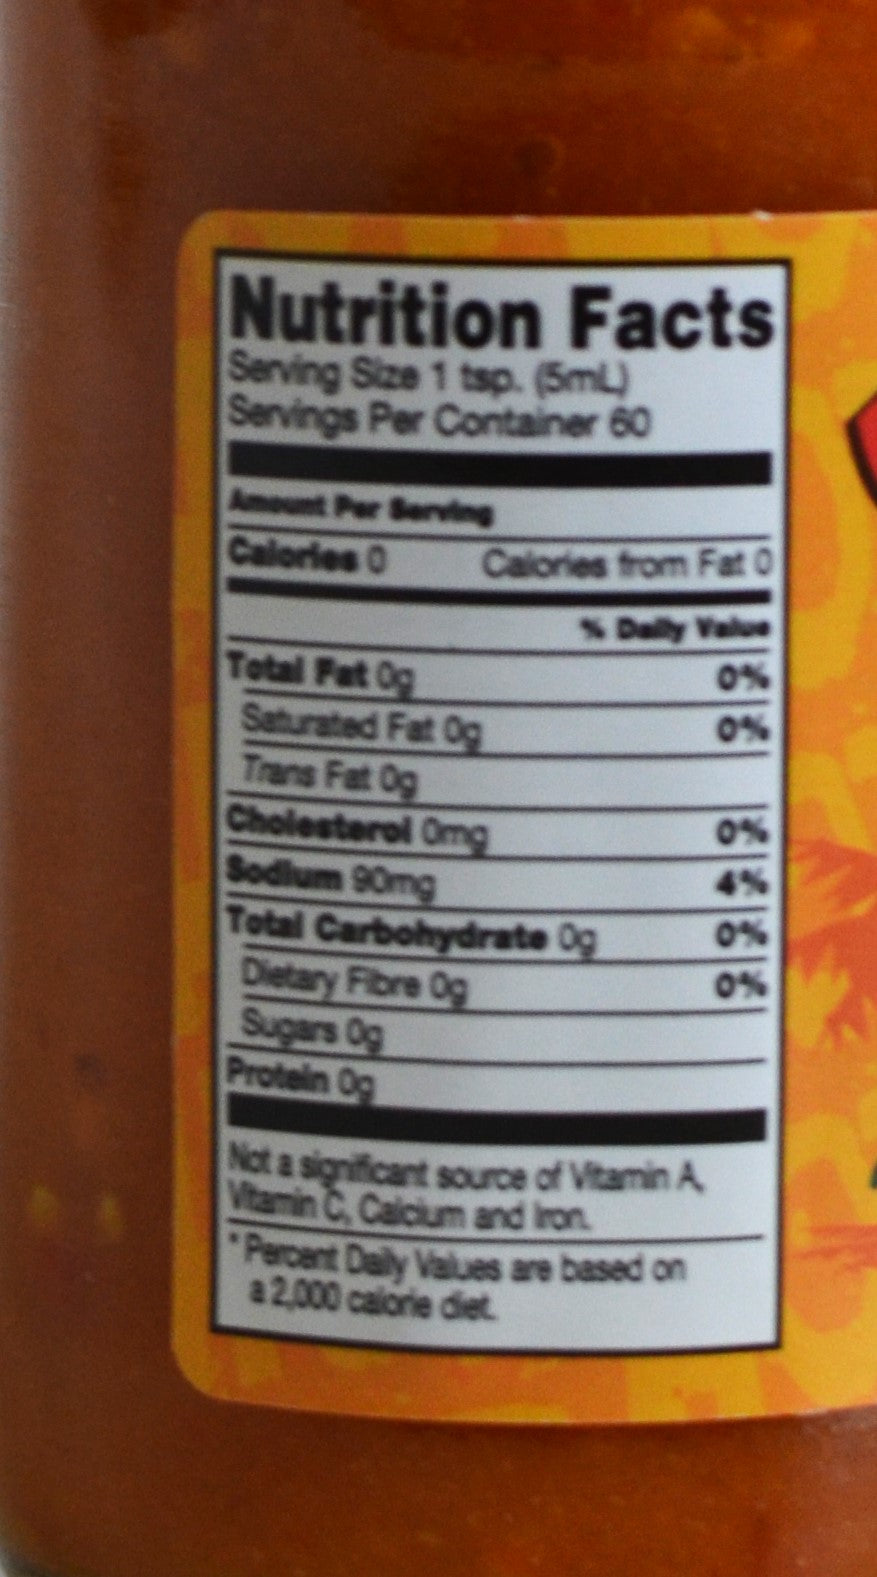 Nutrition Facts
Serving Size 1 tsp. (5mL)
Servings Per Container 60
Amount Per Serving
Calories 0 Calories from Fat 0
% Daily Value
Total Fat 0g 0%
Saturated Fat 0g 0%
Trans Fat 0g
Cholesterol 0mg 0%
Sodium 90mg 4%
Total Carbohydrate 0g 0%
Dietary Fibre 0g 0%
Sugars 0g
Protein 0g
Not a significant source of Vitamin A,
Vitamin C, Calcium and Iron.
* Percent Daily Values are based on
a 2,000 calorie diet.